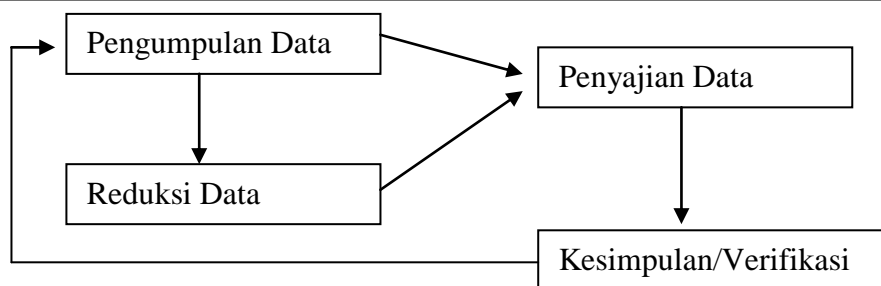 Pengumpulan Data
Penyajian Data
Reduksi Data
Kesimpulan/Verifikasi